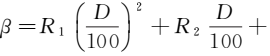 β = R₁ (D/100)² + R₂ D/100 +